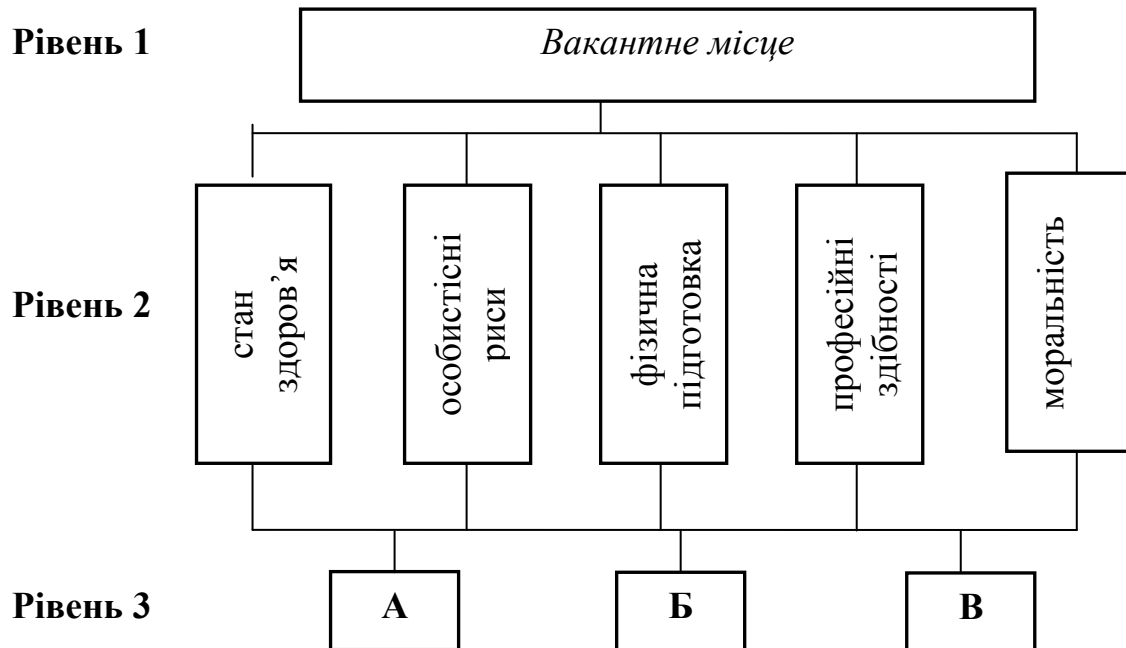 Рівень 1
Вакантне місце
Рівень 2
стан
здоров’я
особистісні
риси
фізична
підготовка
професійні
здібності
моральність
Рівень 3
А
Б
В